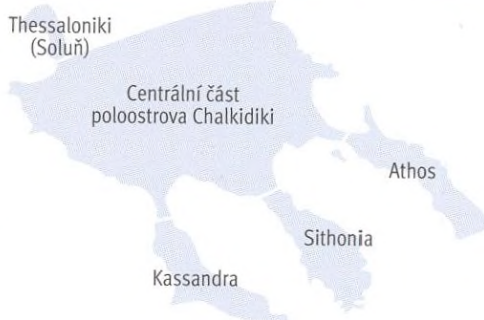 Thessaloniki
(Soluň)
Centrální část
poloostrova Chalkidiki
Athos
Sithonia
Kassandra